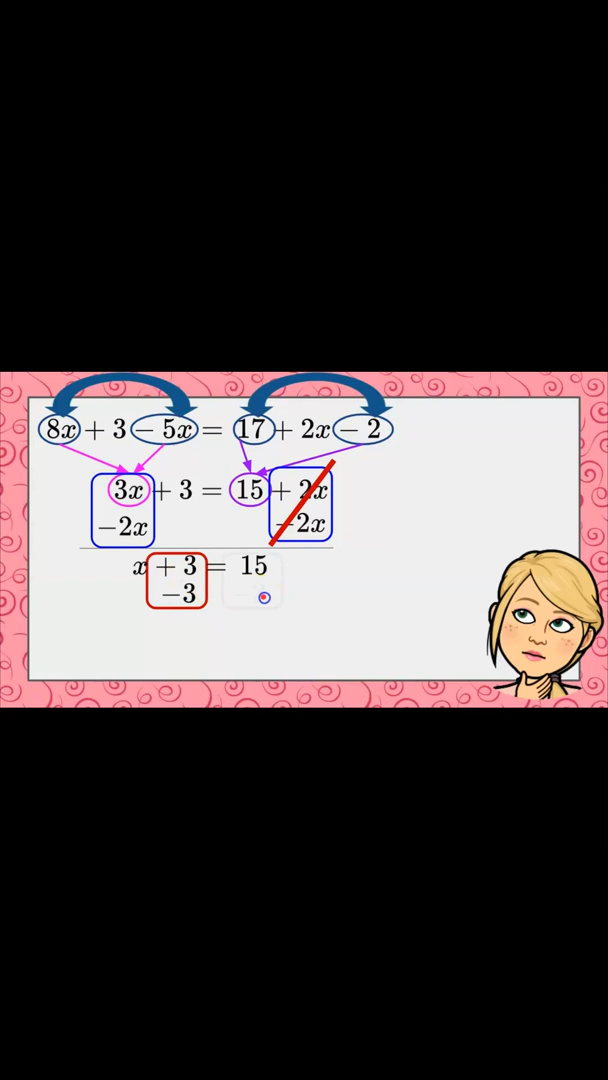 8x + 3 − 5x = 17 + 2x − 2
3x + 3 = 15 + 2x
−2x −2x
x + 3 = 15
−3